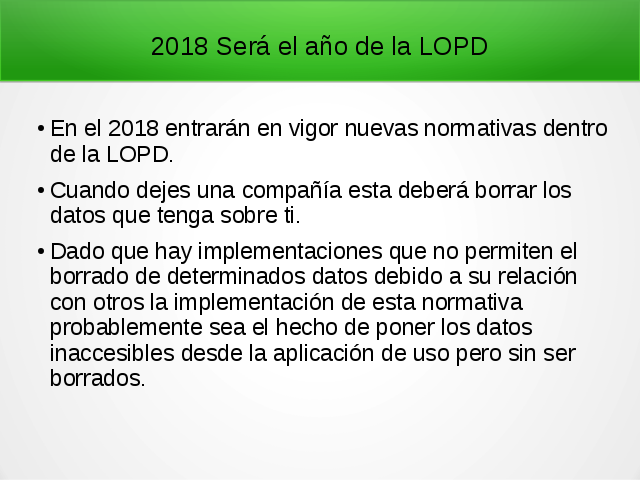 2018 Será el año de la LOPD
• En el 2018 entrarán en vigor nuevas normativas dentro
de la LOPD.
• Cuando dejes una compañía esta deberá borrar los
datos que tenga sobre ti.
• Dado que hay implementaciones que no permiten el
borrado de determinados datos debido a su relación
con otros la implementación de esta normativa
probablemente sea el hecho de poner los datos
inaccesibles desde la aplicación de uso pero sin ser
borrados.